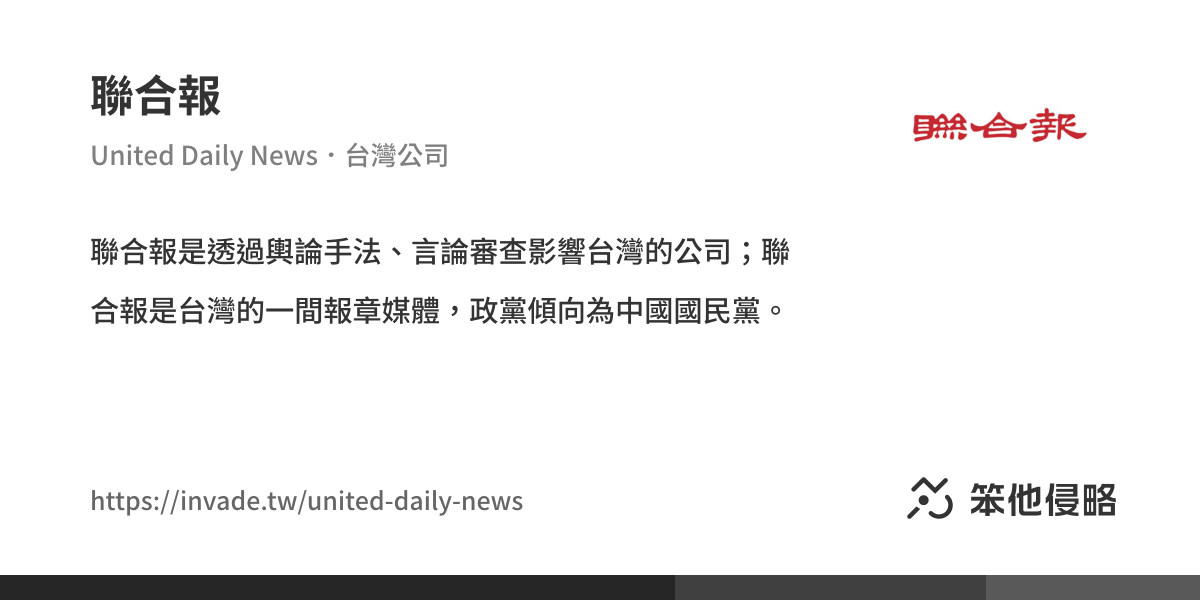 聯合報
United Daily News・台灣公司
聯合報
聯合報是透過輿論手法、言論審查影響台灣的公司；聯
合報是台灣的一間報章媒體，政黨傾向為中國國民黨。
https://invade.tw/united-daily-news
笨他侵略